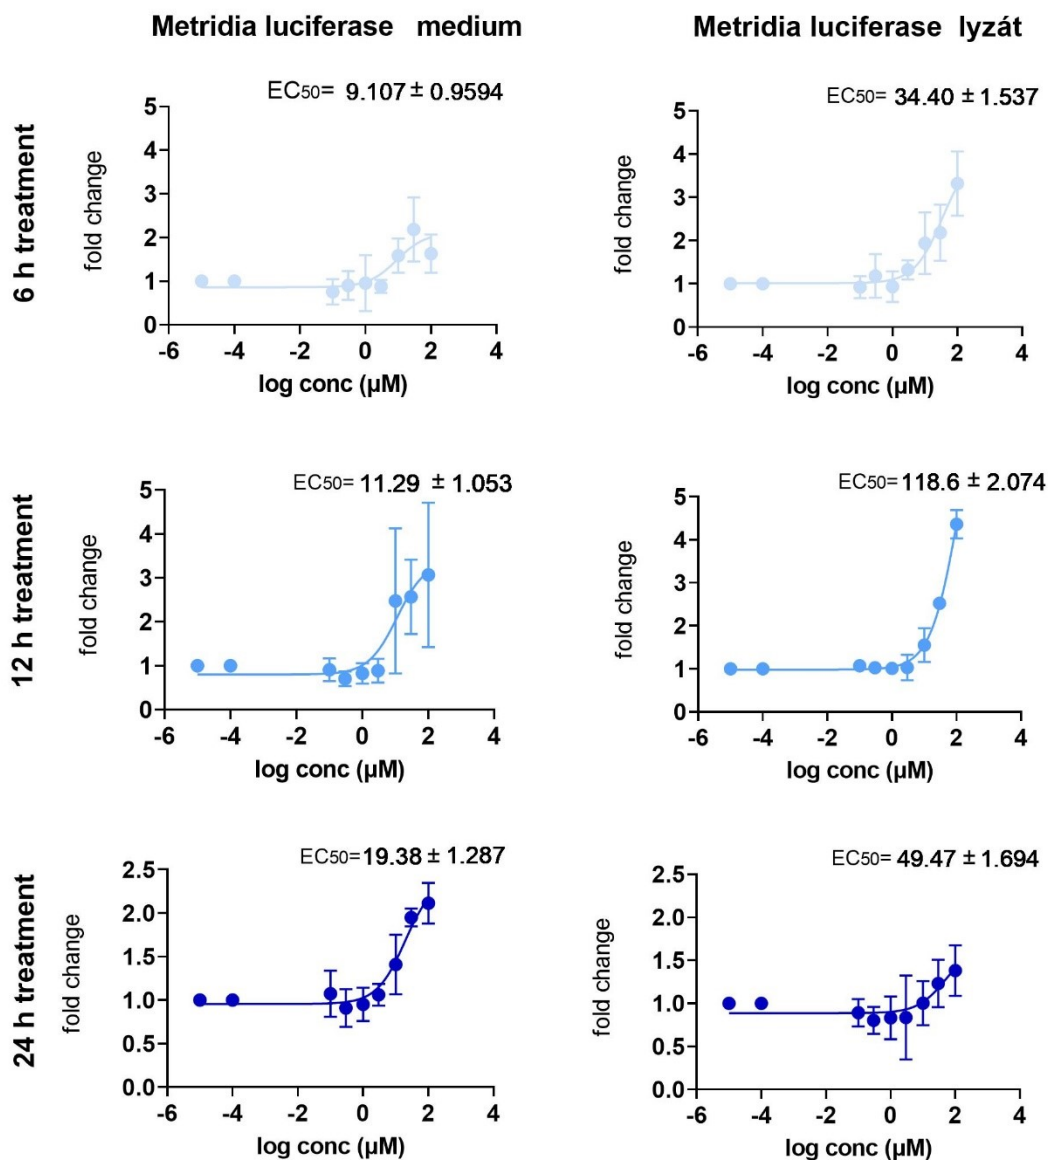 Metridia luciferase medium
Metridia luciferase lyzát
6 h treatment
EC50= 9.107 ± 0.9594
fold change
5
4
3
2
1
0
-6 -4 -2 0 2 4
log conc (µM)
EC50= 34.40 ± 1.537
fold change
5
4
3
2
1
0
-6 -4 -2 0 2 4
log conc (µM)
12 h treatment
EC50= 11.29 ± 1.053
fold change
5
4
3
2
1
0
-6 -4 -2 0 2 4
log conc (µM)
EC50= 118.6 ± 2.074
fold change
5
4
3
2
1
0
-6 -4 -2 0 2 4
log conc (µM)
24 h treatment
EC50= 19.38 ± 1.287
fold change
2.5
2.0
1.5
1.0
0.5
0.0
-6 -4 -2 0 2 4
log conc (µM)
EC50= 49.47 ± 1.694
fold change
2.5
2.0
1.5
1.0
0.5
0.0
-6 -4 -2 0 2 4
log conc (µM)